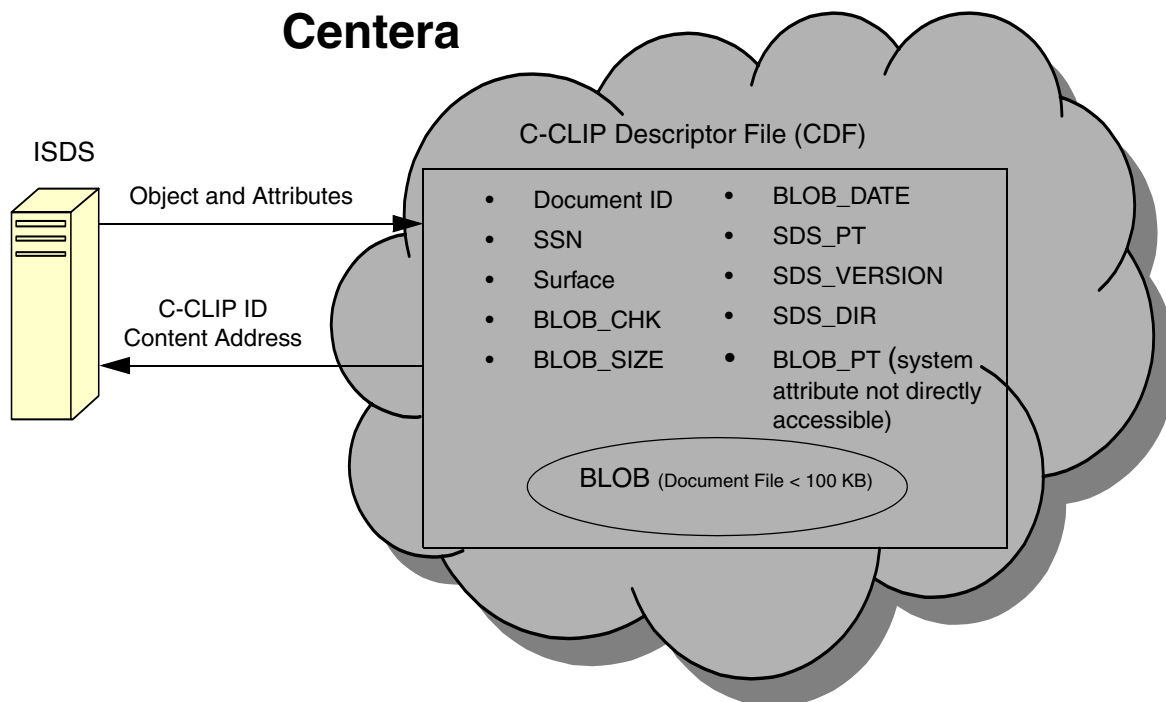 Centera
C-CLIP Descriptor File (CDF)
ISDS
Object and Attributes
C-CLIP ID
Content Address
• Document ID
• SSN
• Surface
• BLOB_CHK
• BLOB_SIZE
• BLOB_DATE
• SDS_PT
• SDS_VERSION
• SDS_DIR
• BLOB_PT (system
attribute not directly
accessible)
BLOB (Document File < 100 KB)